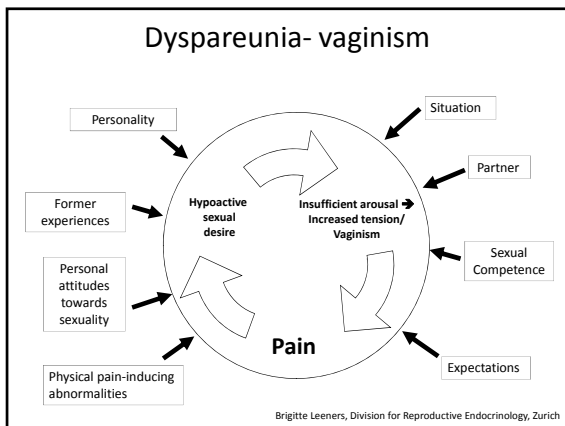 Dyspareunia- vaginism
Situation
Personality
Partner
Hypoactive
sexual
desire
Insufficient arousal ➔
Increased tension/
Vaginism
Former
experiences
Sexual
Competence
Personal
attitudes
towards
sexuality
Pain
Physical pain-inducing
abnormalities
Expectations
Brigitte Leeners, Division for Reproductive Endocrinology, Zurich